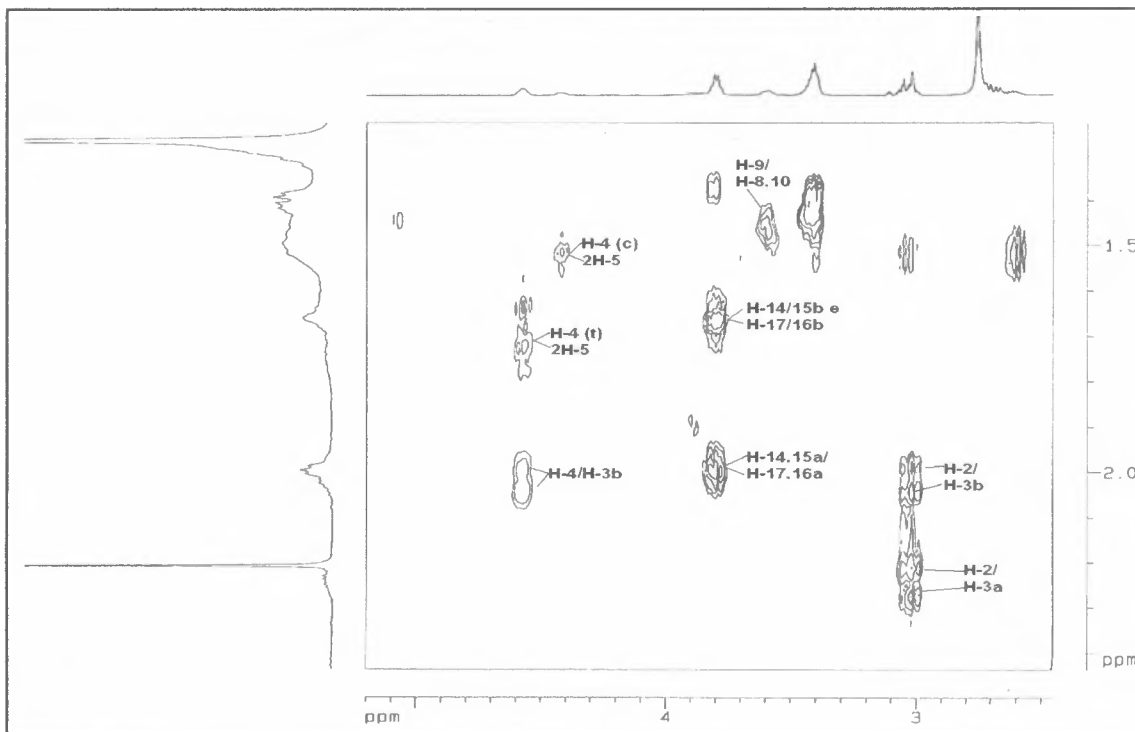 H-9/
H-8.10
H-4 (c)
2H-5
1.5
H-14/15b e
H-17/16b
H-4 (t)
2H-5
H-4/H-3b
H-14.15a/
H-17.16a
H-2/
H-3b
2.0
H-2/
H-3a
ppm
ppm
4
3